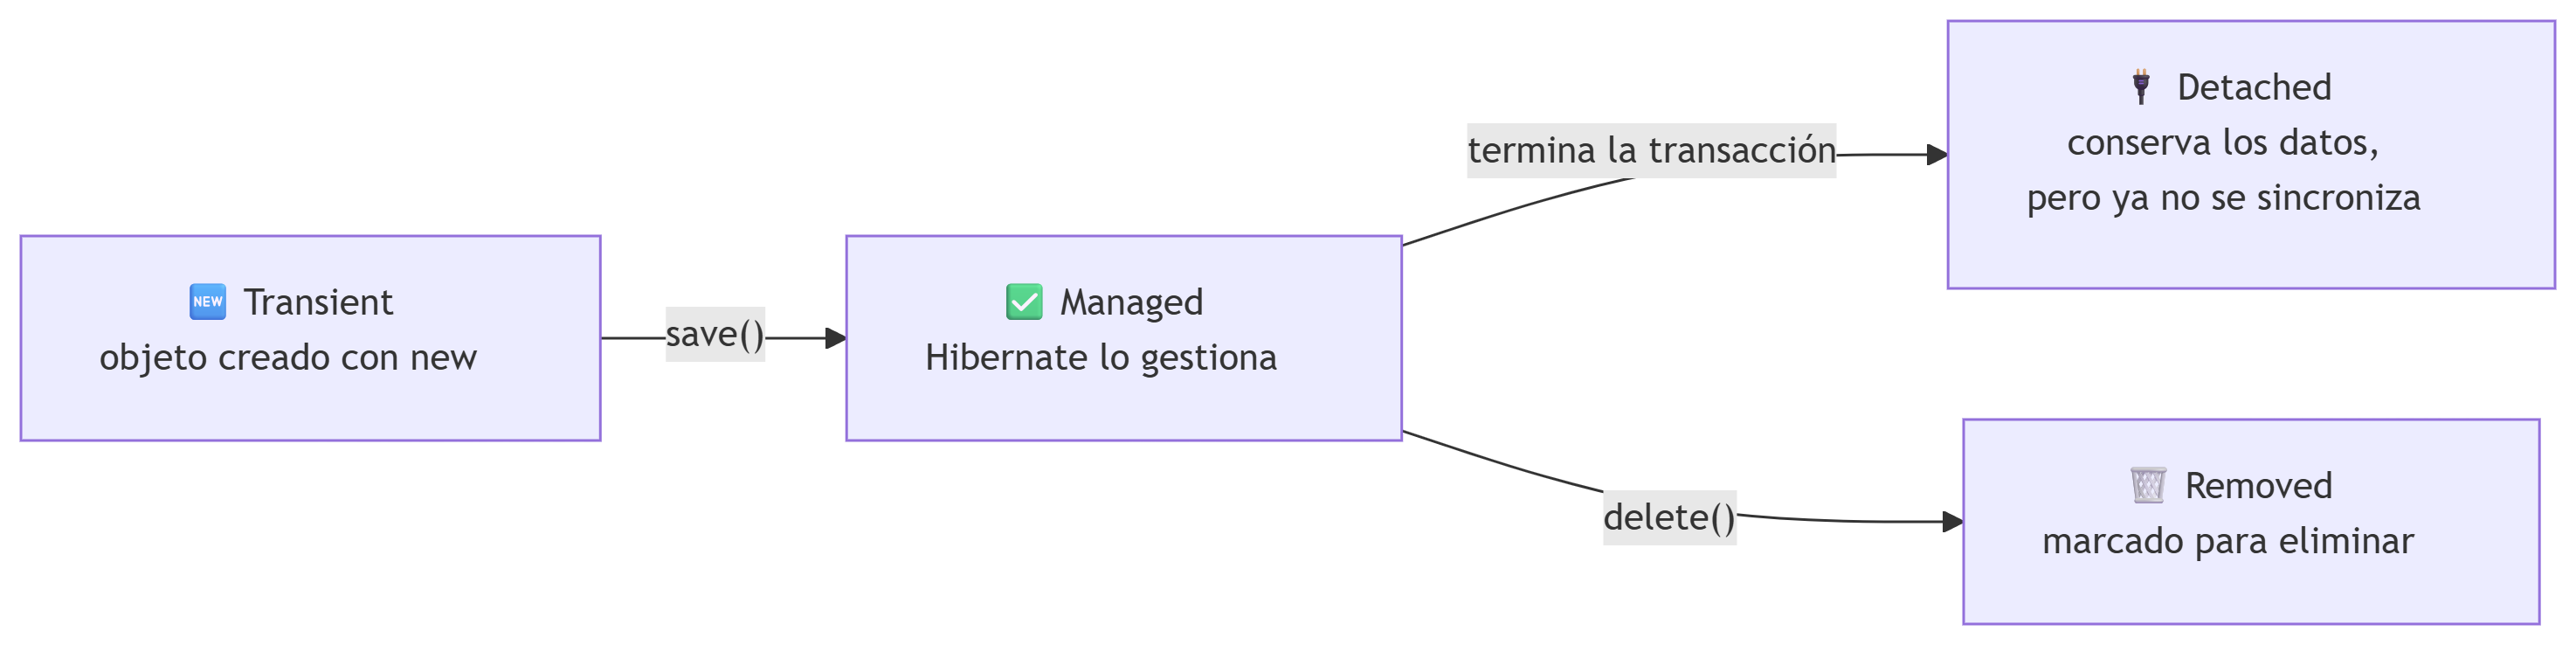 🆕 Transient
objeto creado con new
save()
✅ Managed
Hibernate lo gestiona
termina la transacción
🔌 Detached
conserva los datos,
pero ya no se sincroniza
delete()
🗑️ Removed
marcado para eliminar